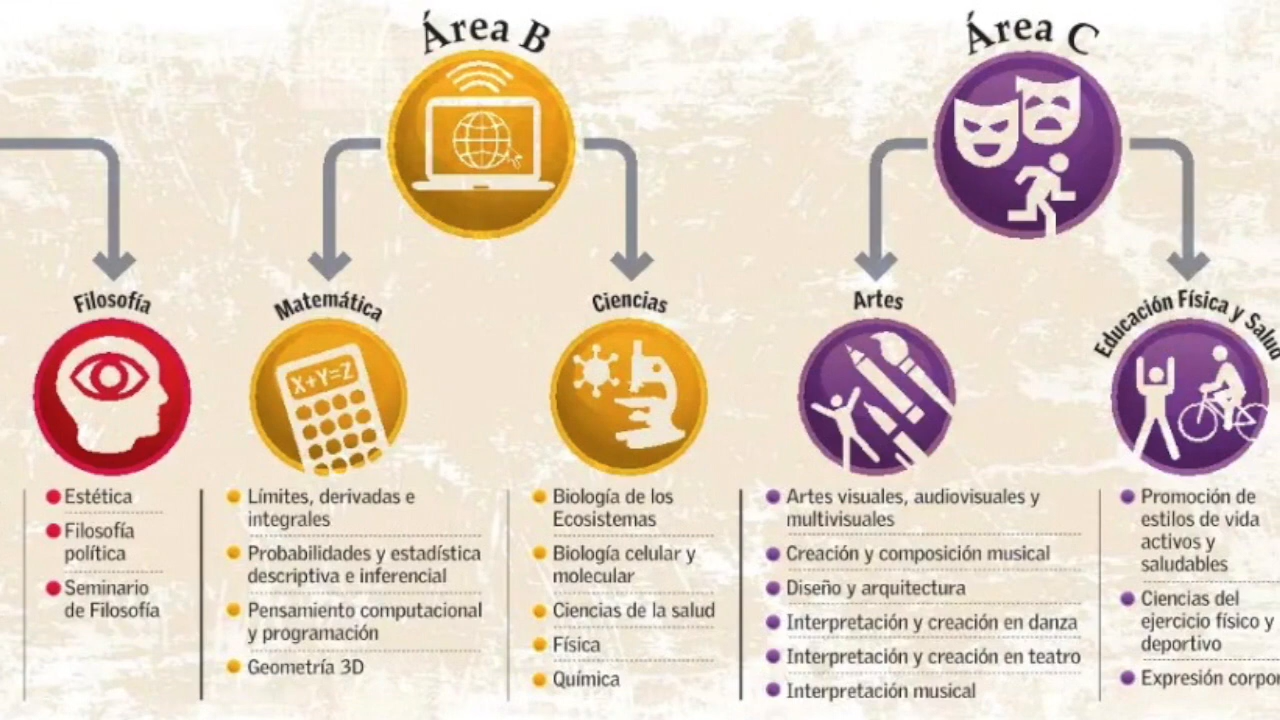 Área B
Área C
Filosofía
Estética
Filosofía
política
Seminario
de Filosofía
Matemática
X+Y=Z
Límites, derivadas e
integrales
Probabilidades y estadística
descriptiva e inferencial
Pensamiento computacional
y programación
Geometría 3D
Ciencias
Biología de los
Ecosistemas
Biología celular y
molecular
Ciencias de la salud
Física
Química
Artes
Artes visuales, audiovisuales y
multivisuales
Creación y composición musical
Diseño y arquitectura
Interpretación y creación en danza
Interpretación y creación en teatro
Interpretación musical
Educación Física y Salud
Promoción de
estilos de vida
activos y
saludables
Ciencias del
ejercicio físico y
deportivo
Expresión corpor